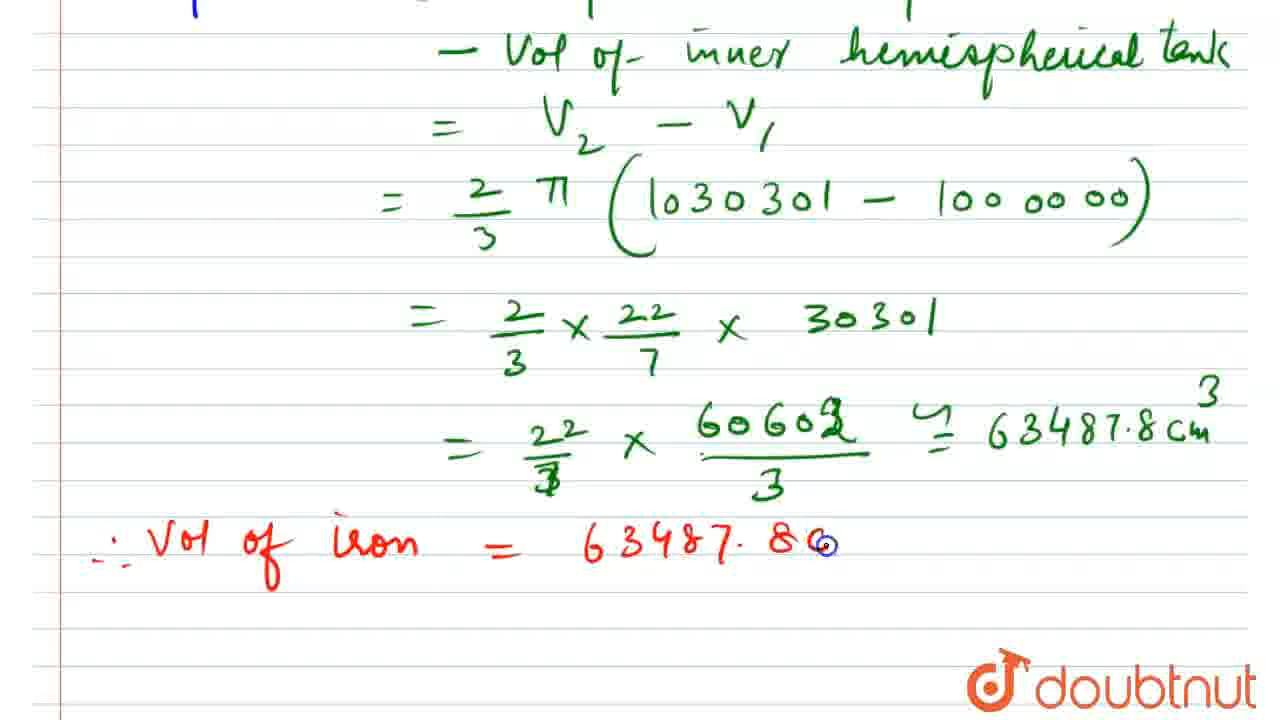 - Vol of inner hemispherical tank
= V₂ - V₁
= 2/3 π (1030301 - 1000000)
= 2/3 × 22/7 × 30301
= 22/7 × 60602/3 ≃ 63487.8 cm³
∴ Vol of iron = 63487.8c
doubtnut